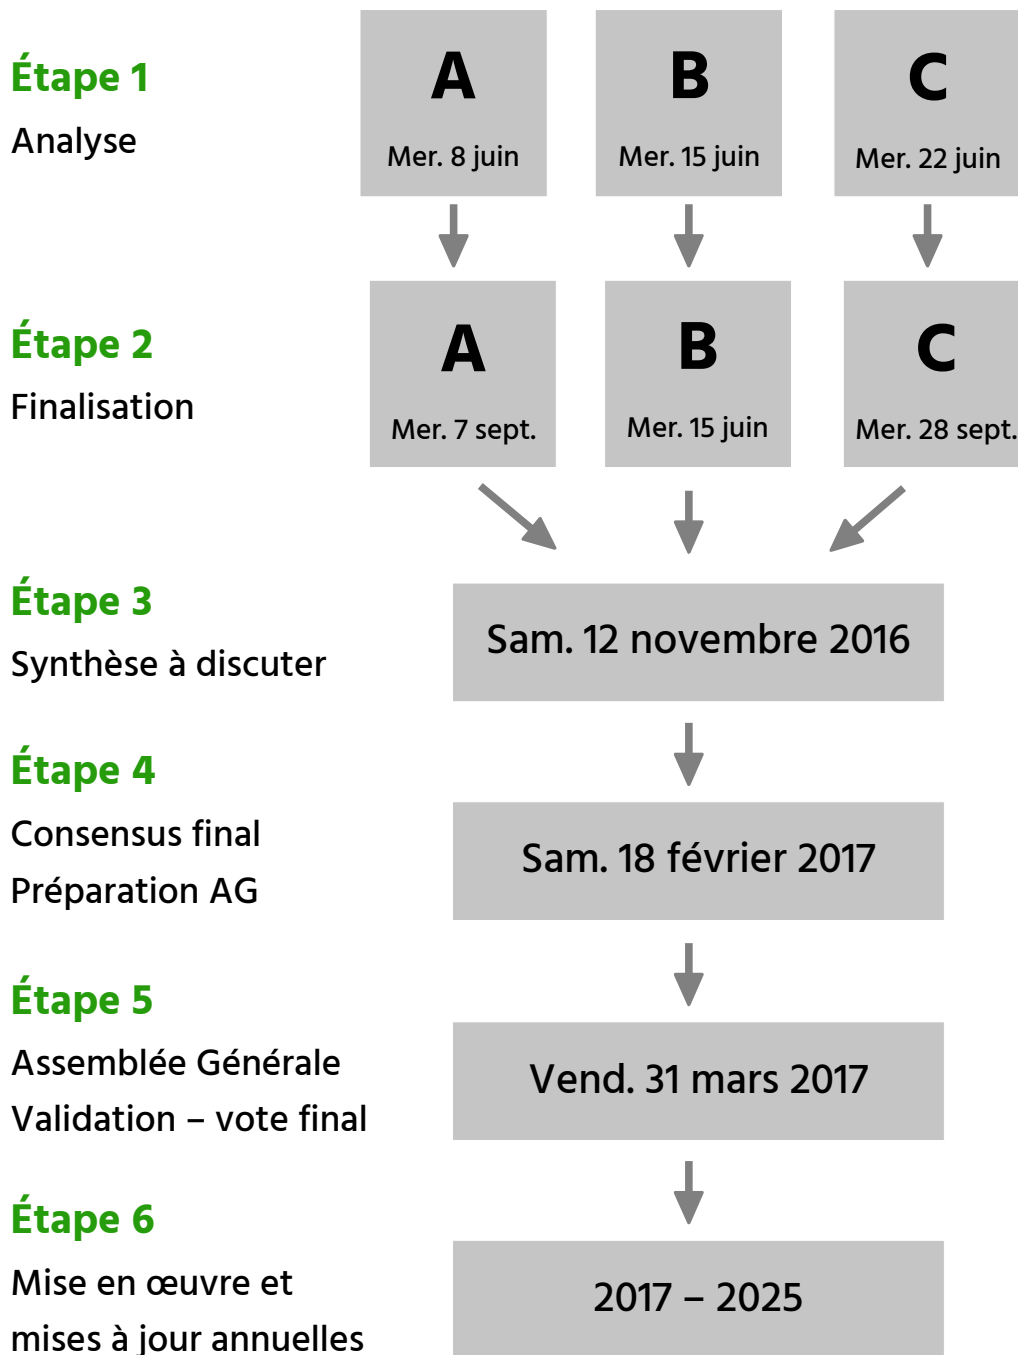 Étape 1
Analyse
A
Mer. 8 juin
B
Mer. 15 juin
C
Mer. 22 juin
Étape 2
Finalisation
A
Mer. 7 sept.
B
Mer. 15 juin
C
Mer. 28 sept.
Étape 3
Synthèse à discuter
Sam. 12 novembre 2016
Étape 4
Consensus final
Préparation AG
Sam. 18 février 2017
Étape 5
Assemblée Générale
Validation – vote final
Vend. 31 mars 2017
Étape 6
Mise en œuvre et
mises à jour annuelles
2017 – 2025